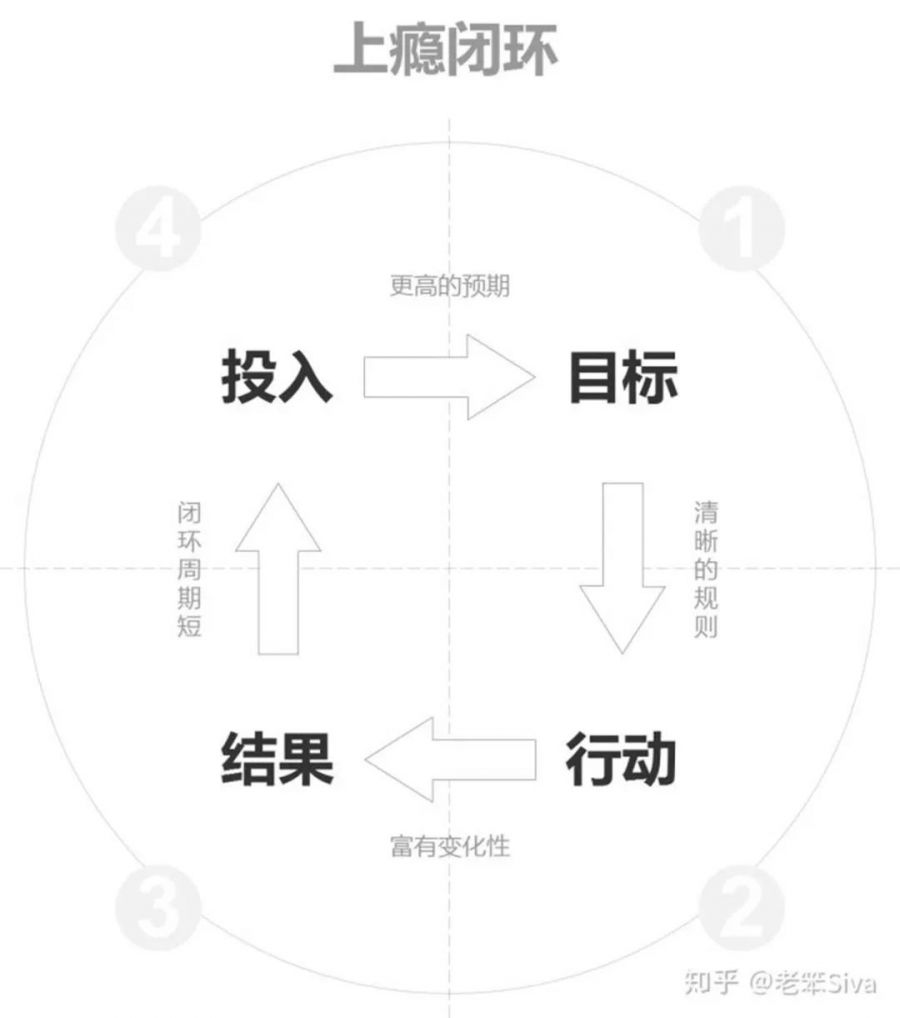 上瘾闭环
4
1
更高的预期
投入
目标
闭环周期短
清晰的规则
结果
行动
富有变化性
3
2
知乎 @老笨Siva